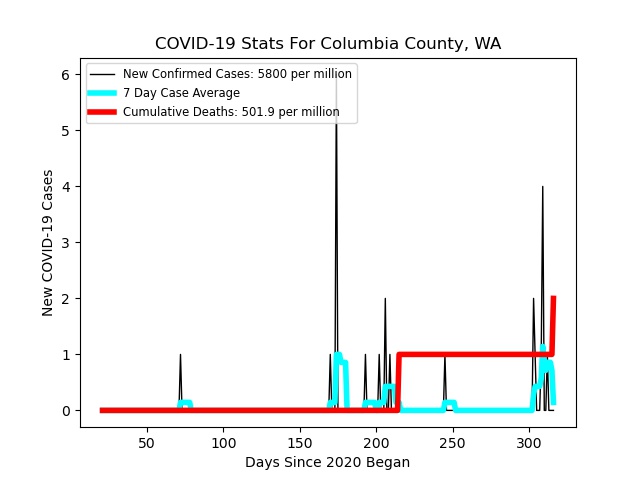 COVID-19 Stats For Columbia County, WA
New Confirmed Cases: 5800 per million
7 Day Case Average
Cumulative Deaths: 501.9 per million
New COVID-19 Cases
6
5
4
3
2
1
0
50 100 150 200 250 300
Days Since 2020 Began